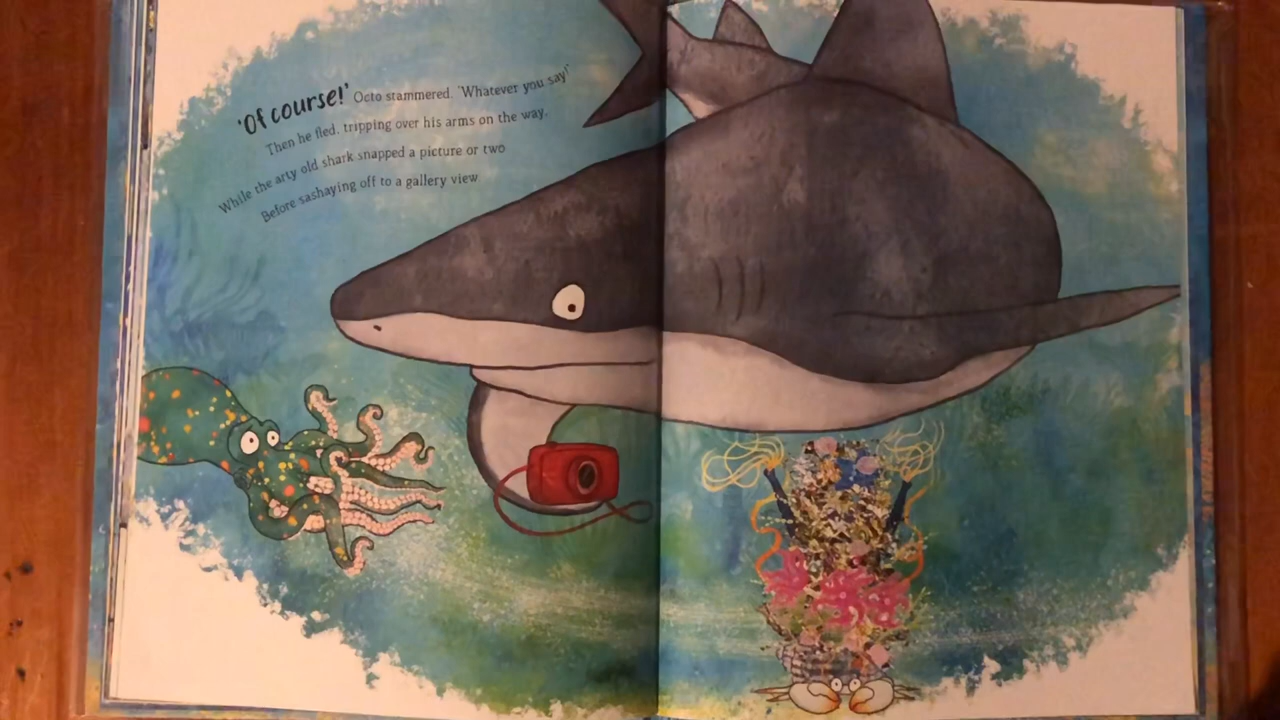 ‘Of course!’ Octo stammered. ‘Whatever you say!’
Then he fled, tripping over his arms on the way,
While the arty old shark snapped a picture or two
Before sashaying off to a gallery view